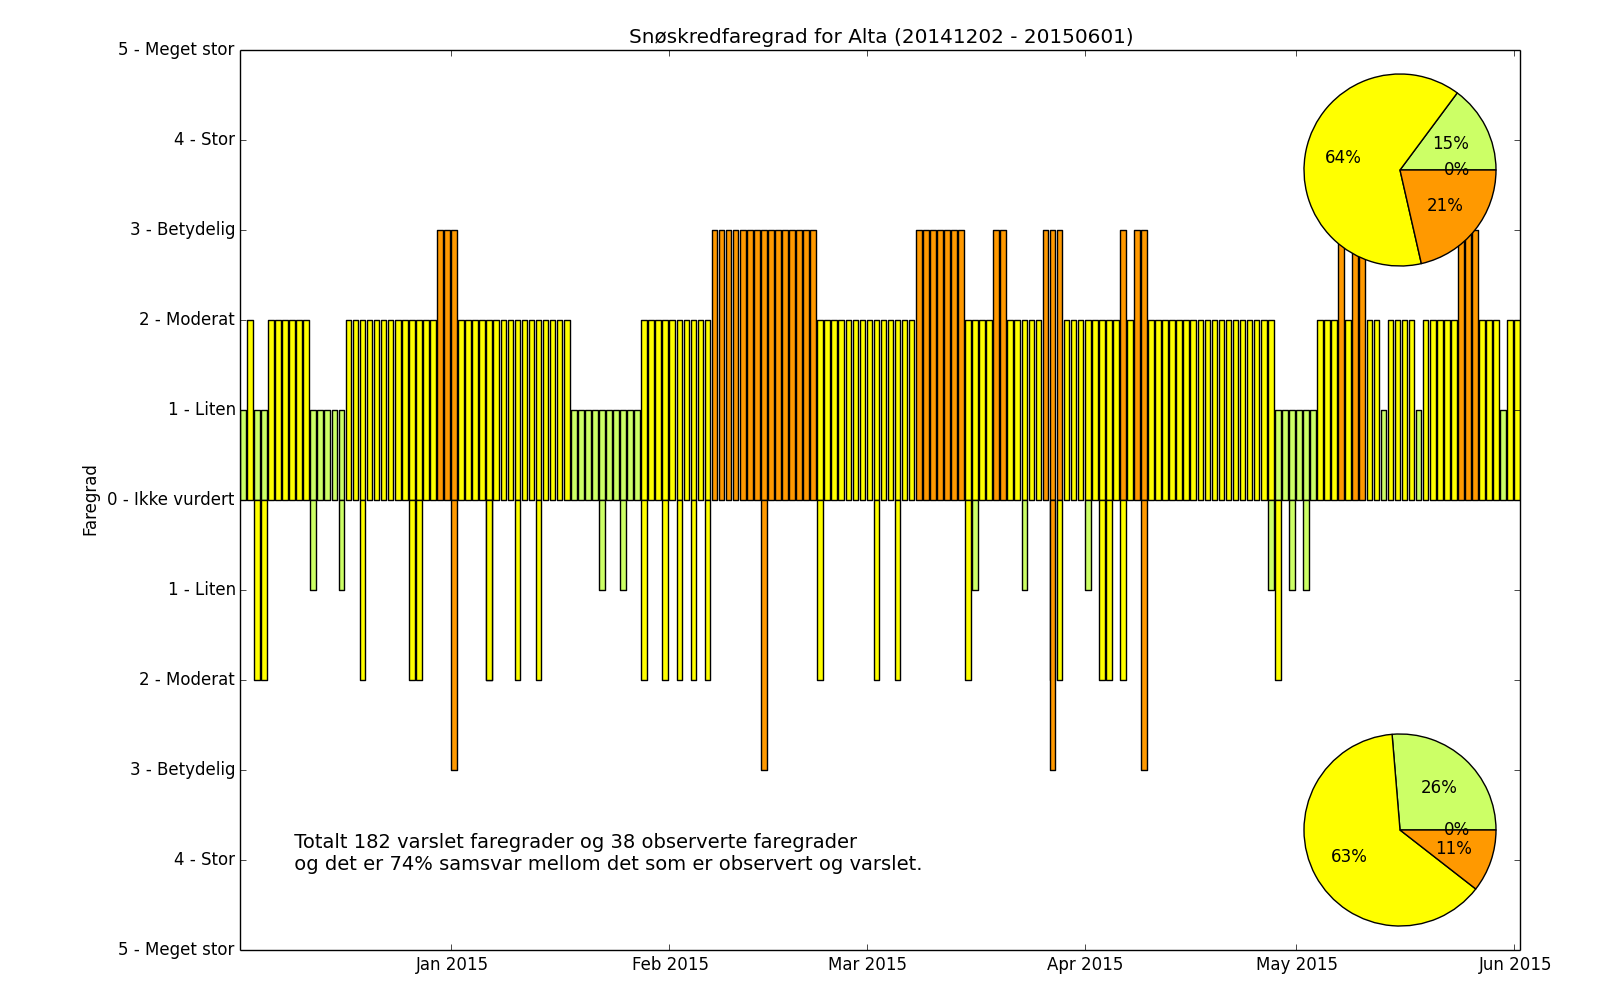 Snøskredfaregrad for Alta (20141202 - 20150601)
5 - Meget stor
4 - Stor
3 - Betydelig
2 - Moderat
1 - Liten
0 - Ikke vurdert
1 - Liten
2 - Moderat
3 - Betydelig
4 - Stor
5 - Meget stor
Faregrad
15%
64%
0%
21%
26%
0%
11%
63%
Totalt 182 varslet faregrader og 38 observerte faregrader
og det er 74% samsvar mellom det som er observert og varslet.
Jan 2015
Feb 2015
Mar 2015
Apr 2015
May 2015
Jun 2015